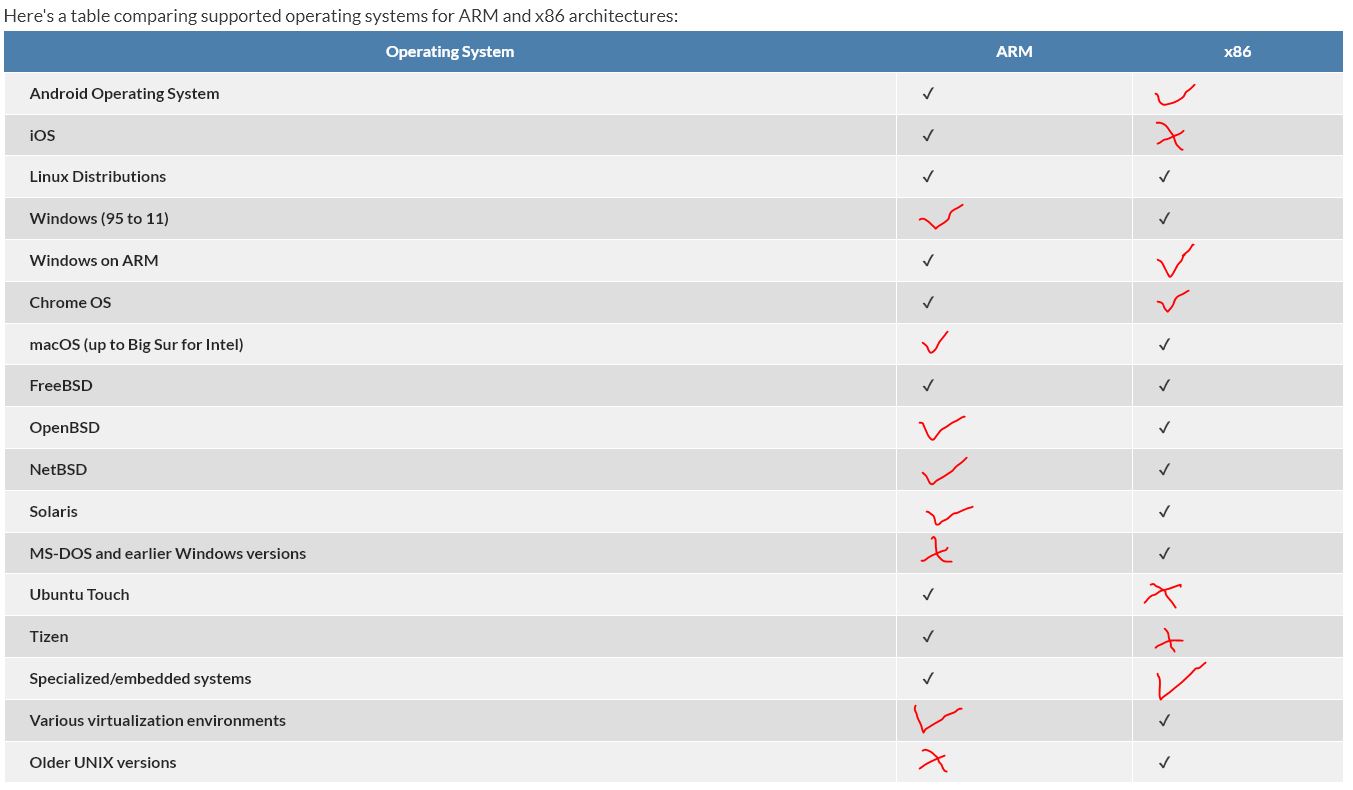 Here's a table comparing supported operating systems for ARM and x86 architectures:
Operating System ARM x86
Android Operating System ✓ ✓
iOS ✓ ✗
Linux Distributions ✓ ✓
Windows (95 to 11) ✓ ✓
Windows on ARM ✓ ✓
Chrome OS ✓ ✓
macOS (up to Big Sur for Intel) ✓ ✓
FreeBSD ✓ ✓
OpenBSD ✓ ✓
NetBSD ✓ ✓
Solaris ✓ ✓
MS-DOS and earlier Windows versions ✗ ✓
Ubuntu Touch ✓ ✗
Tizen ✓ ✗
Specialized/embedded systems ✓ ✓
Various virtualization environments ✓ ✓
Older UNIX versions ✗ ✓